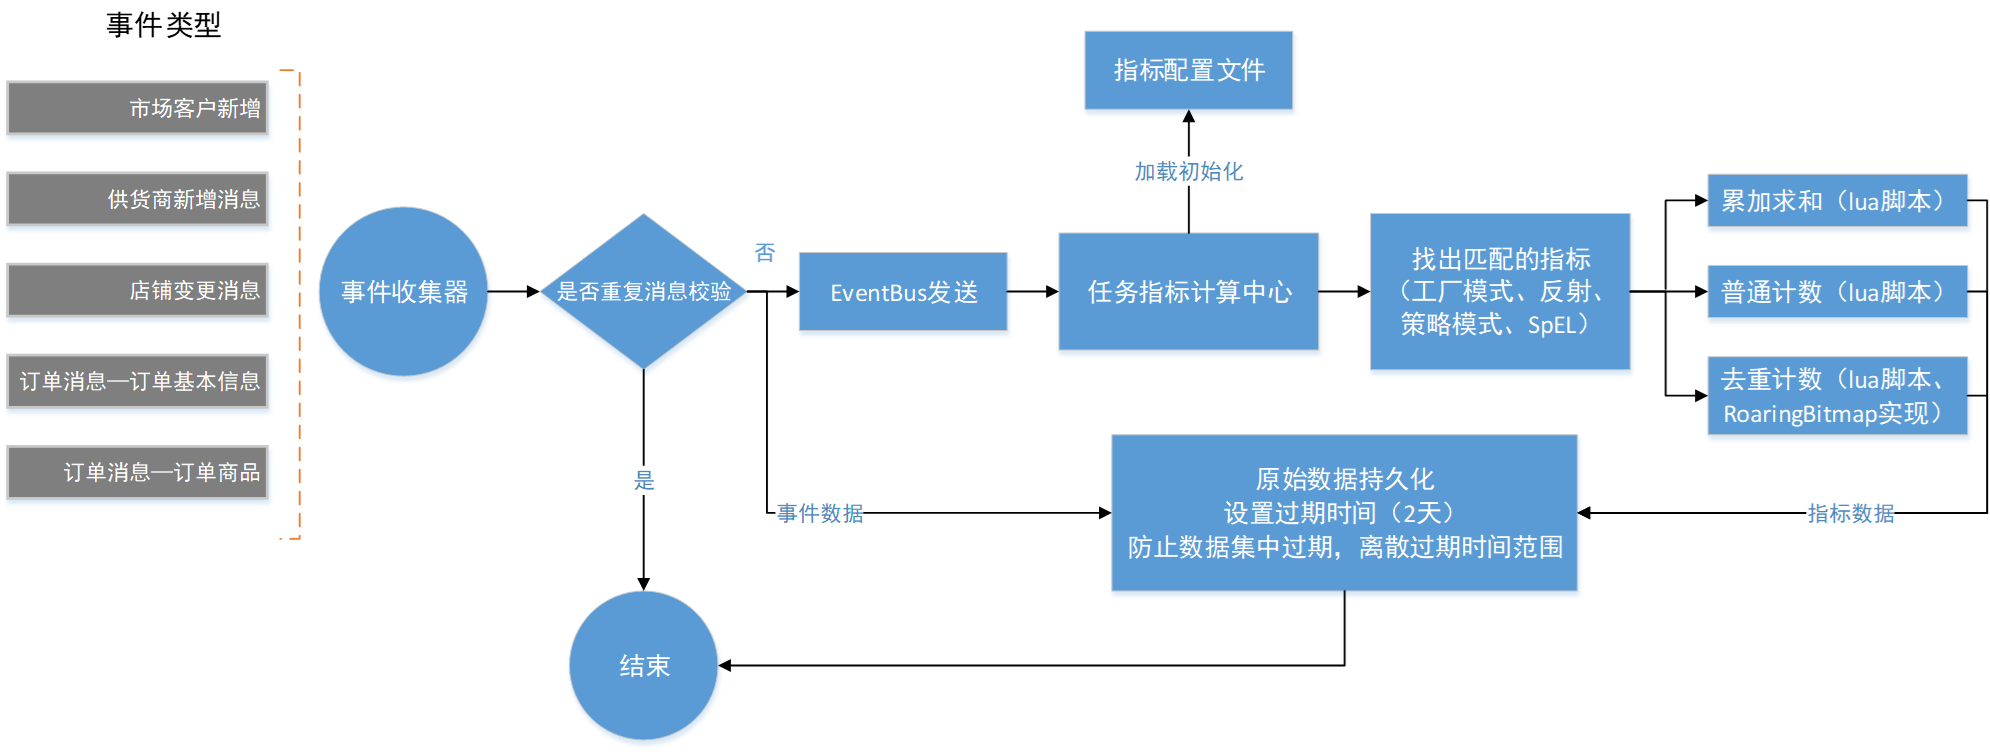 事件类型
市场客户新增
供货商新增消息
店铺变更消息
订单消息—订单基本信息
订单消息—订单商品
事件收集器
是否重复消息校验
否
是
EventBus发送
事件数据
指标配置文件
加载初始化
任务指标计算中心
找出匹配的指标
（工厂模式、反射、
策略模式、SpEL）
累加求和（lua脚本）
普通计数（lua脚本）
去重计数（lua脚本、
RoaringBitmap实现）
指标数据
原始数据持久化
设置过期时间（2天）
防止数据集中过期，离散过期时间范围
结束